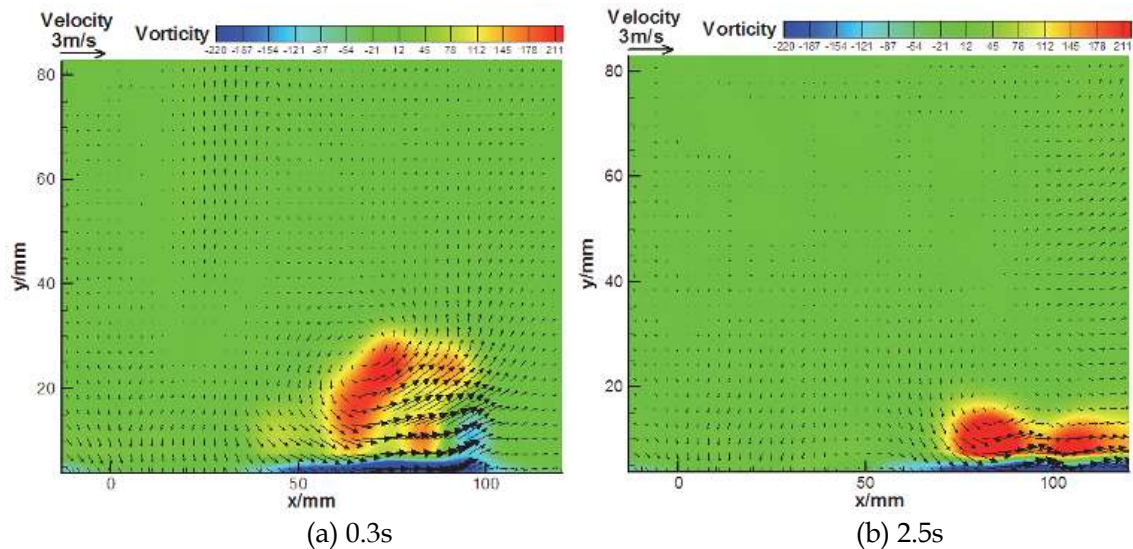 Velocity
3m/s
Vorticity
-220 -187 -154 -121 -87 -54 -21 12 45 78 112 145 178 211
80
60
y/mm
40
20
0 50 100
x/mm
(a) 0.3s
Velocity
3m/s
Vorticity
-220 -187 -154 -121 -87 -54 -21 12 45 78 112 145 178 211
80
60
y/mm
40
20
0 50 100
x/mm
(b) 2.5s